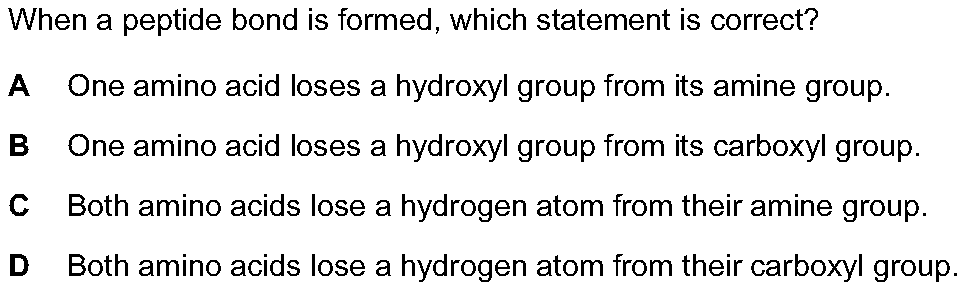 When a peptide bond is formed, which statement is correct?
A One amino acid loses a hydroxyl group from its amine group.
B One amino acid loses a hydroxyl group from its carboxyl group.
C Both amino acids lose a hydrogen atom from their amine group.
D Both amino acids lose a hydrogen atom from their carboxyl group.